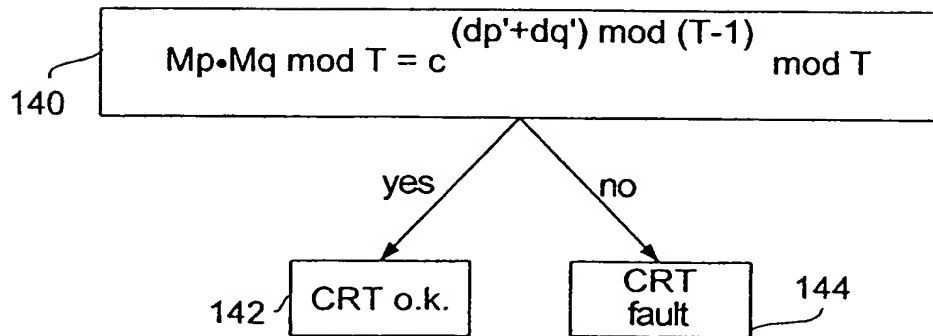 (dp'+dq') mod (T-1)
Mp•Mq mod T = c mod T
140
yes
no
142
CRT o.k.
CRT
fault
144